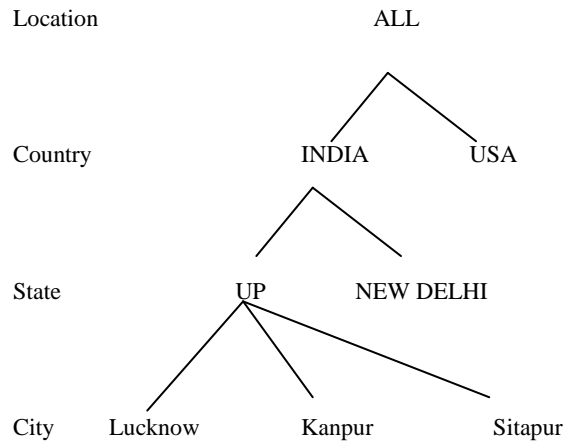 Location ALL
Country INDIA USA
State UP NEW DELHI
City Lucknow Kanpur Sitapur